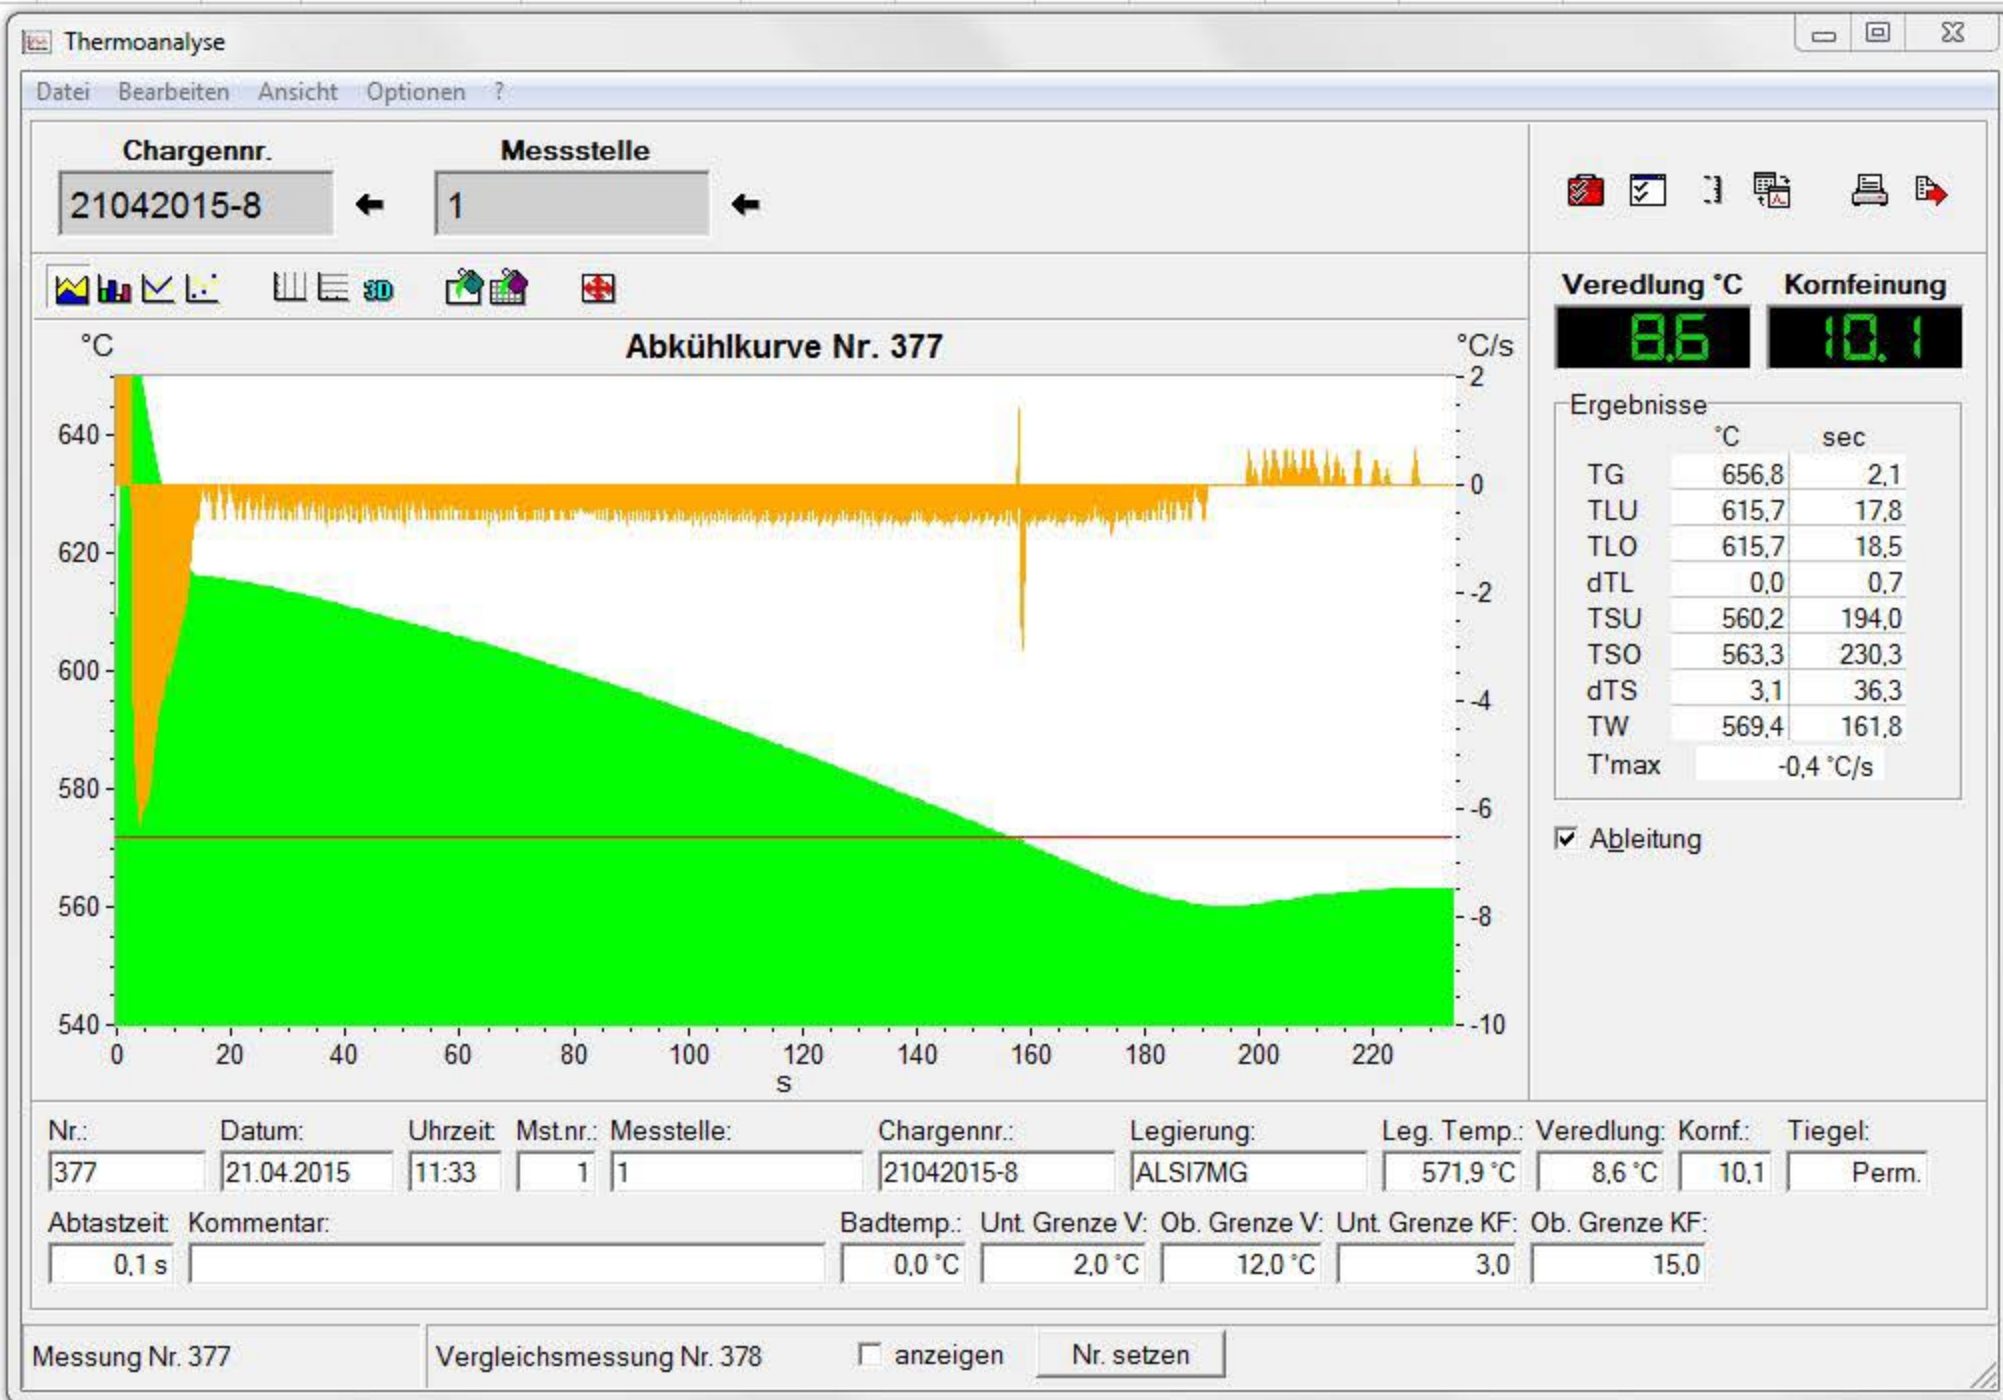 Thermoanalyse
Datei Bearbeiten Ansicht Optionen ?
Chargennr. Messstelle
21042015-8 1
3D
Veredlung °C Kornfeinung
8.6 10.1
°C Abkühlkurve Nr. 377 °C/s
640
620
600
580
560
540
2
0
-2
-4
-6
-8
-10
0 20 40 60 80 100 120 140 160 180 200 220
s
Ergebnisse
°C sec
TG 656,8 2,1
TLU 615,7 17,8
TLO 615,7 18,5
dTL 0,0 0,7
TSU 560,2 194,0
TSO 563,3 230,3
dTS 3,1 36,3
TW 569,4 161,8
T'max -0,4 °C/s
Ableitung
Nr.: Datum: Uhrzeit: Mst.nr.: Messtelle: Chargennr.: Legierung: Leg. Temp.: Veredlung: Kornf.: Tiegel:
377 21.04.2015 11:33 1 1 21042015-8 ALSI7MG 571,9 °C 8,6 °C 10,1 Perm.
Abtastzeit: Kommentar: Badtemp.: Unt. Grenze V: Ob. Grenze V: Unt. Grenze KF: Ob. Grenze KF:
0,1 s 0,0 °C 2,0 °C 12,0 °C 3,0 15,0
Messung Nr. 377 Vergleichsmessung Nr. 378 anzeigen Nr. setzen